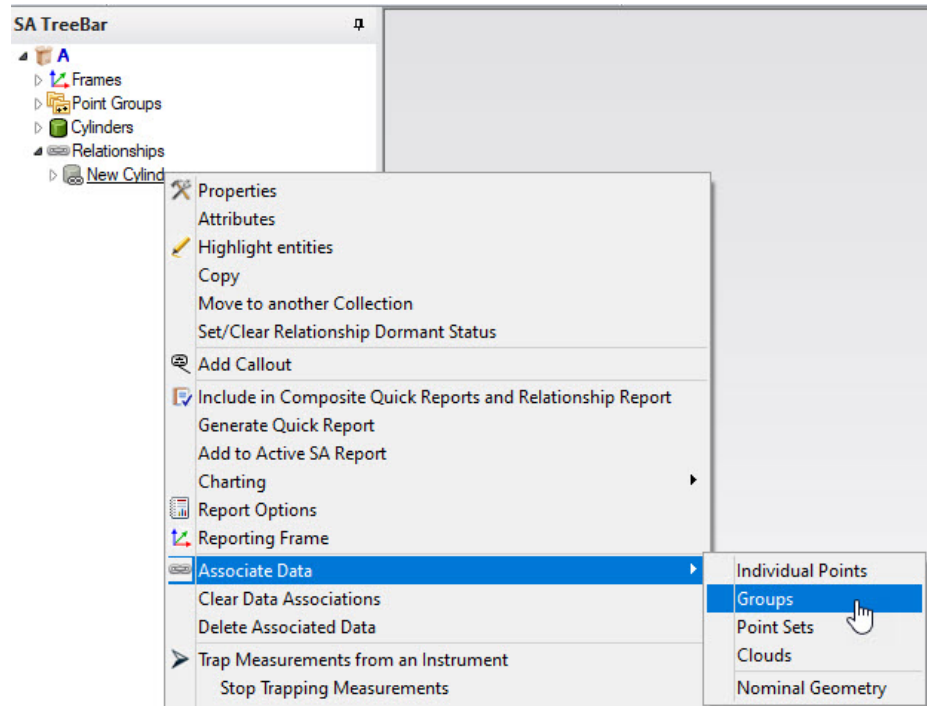 SA TreeBar
A
Frames
Point Groups
Cylinders
Relationships
New Cylind
Properties
Attributes
Highlight entities
Copy
Move to another Collection
Set/Clear Relationship Dormant Status
Add Callout
Include in Composite Quick Reports and Relationship Report
Generate Quick Report
Add to Active SA Report
Charting
Report Options
Reporting Frame
Associate Data
Clear Data Associations
Delete Associated Data
Trap Measurements from an Instrument
Stop Trapping Measurements
Individual Points
Groups
Point Sets
Clouds
Nominal Geometry